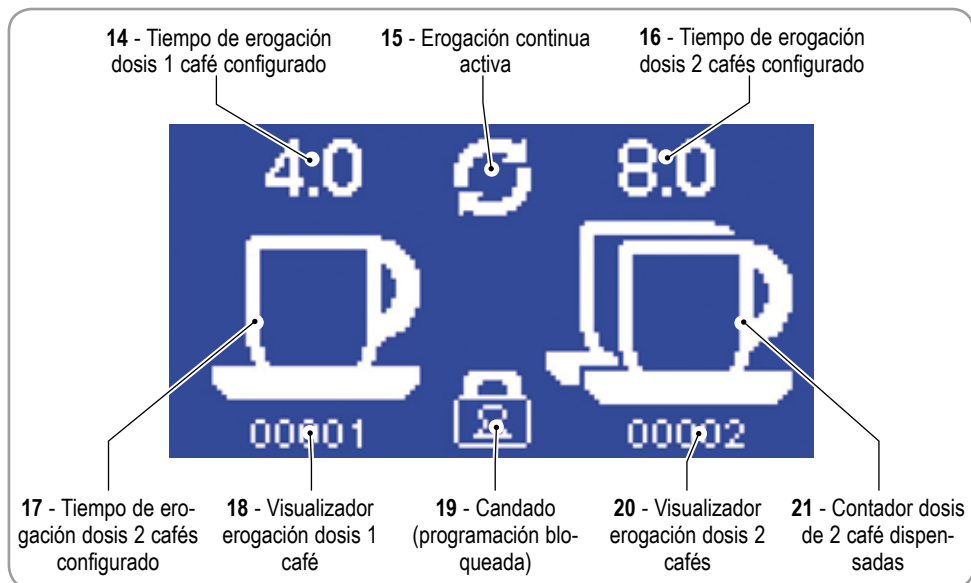 14 - Tiempo de erogación
dosis 1 café configurado
15 - Erogación continua
activa
16 - Tiempo de erogación
dosis 2 cafés configurado
4.0
8.0
00001
00002
17 - Tiempo de ero-
gación dosis 2 cafés
configurado
18 - Visualizador
erogación dosis 1
café
19 - Candado
(programación blo-
queada)
20 - Visualizador
erogación dosis 2
cafés
21 - Contador dosis
de 2 café dispen-
sadas